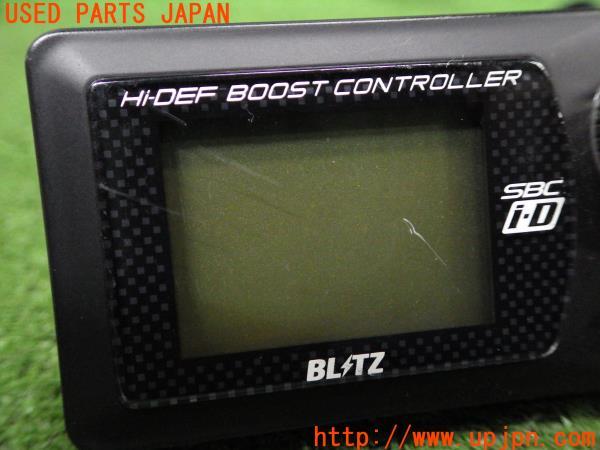 USED PARTS JAPAN
Hi-DEF BOOST CONTROLLER
SBC
i-D
BLITZ
http://www.upjpn.com